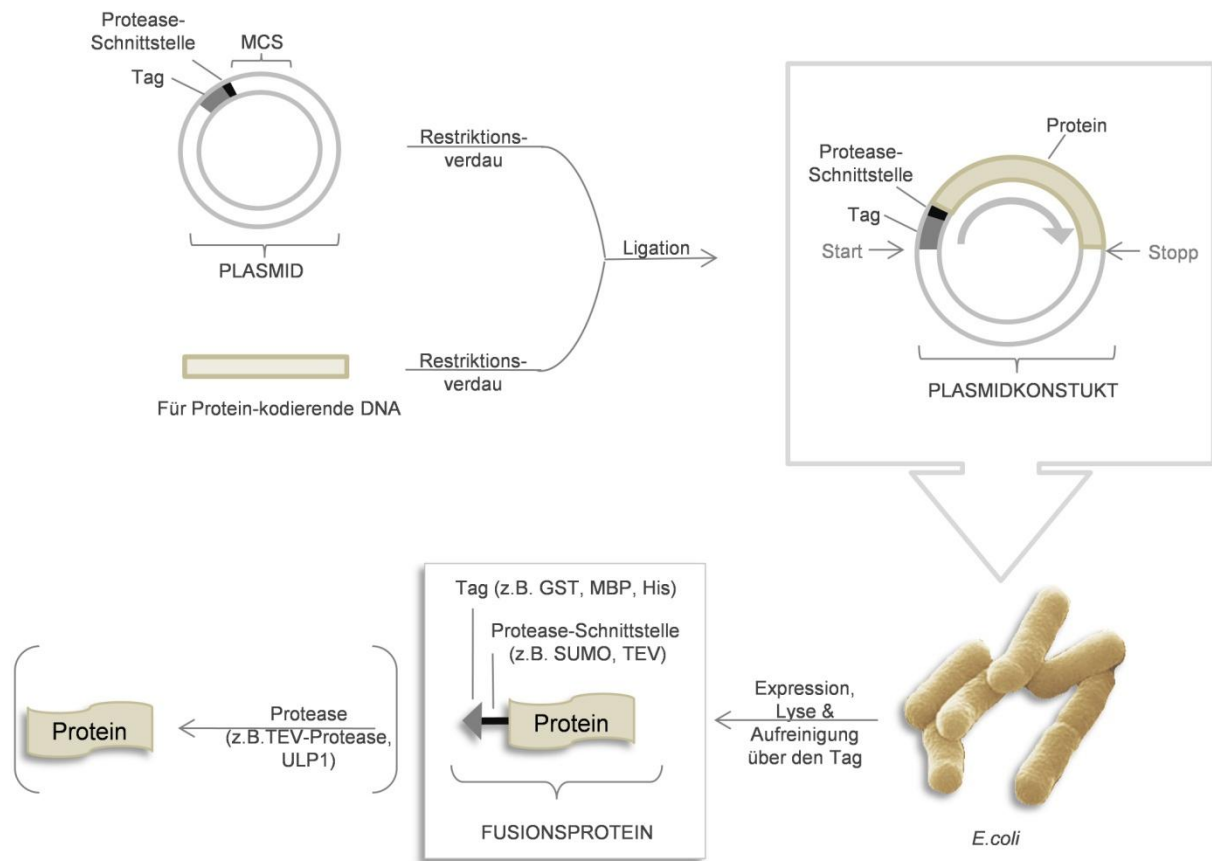 Protease-
Schnittstelle
MCS
Tag
PLASMID
Restriktions-
verdau
Für Protein-kodierende DNA
Restriktions-
verdau
Ligation
Protein
Protease-
Schnittstelle
Tag
Start
Stopp
PLASMIDKONSTUKT
E.coli
Expression,
Lyse &
Aufreinigung
über den Tag
Tag (z.B. GST, MBP, His)
Protease-Schnittstelle
(z.B. SUMO, TEV)
Protein
FUSIONSPROTEIN
Protease
(z.B.TEV-Protease,
ULP1)
Protein